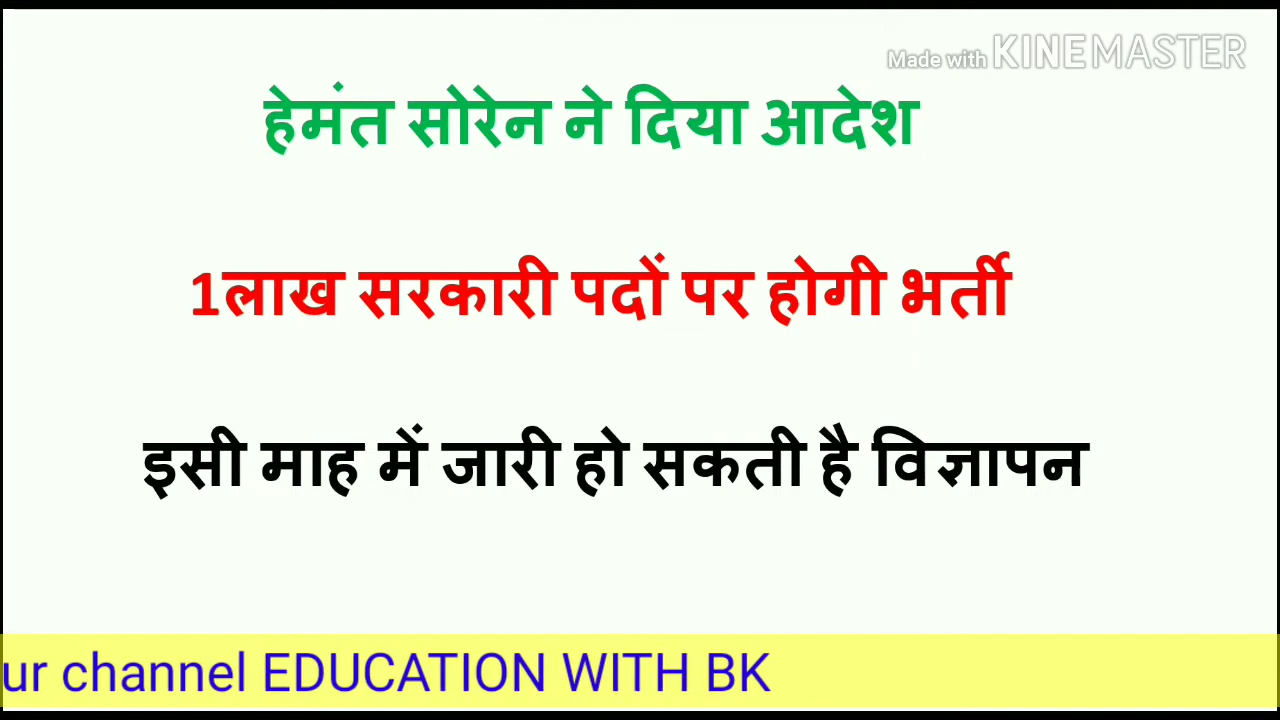 Made with KINEMASTER
हेमंत सोरेन ने दिया आदेश
1लाख सरकारी पदों पर होगी भर्ती
इसी माह में जारी हो सकती है विज्ञापन
ur channel EDUCATION WITH BK